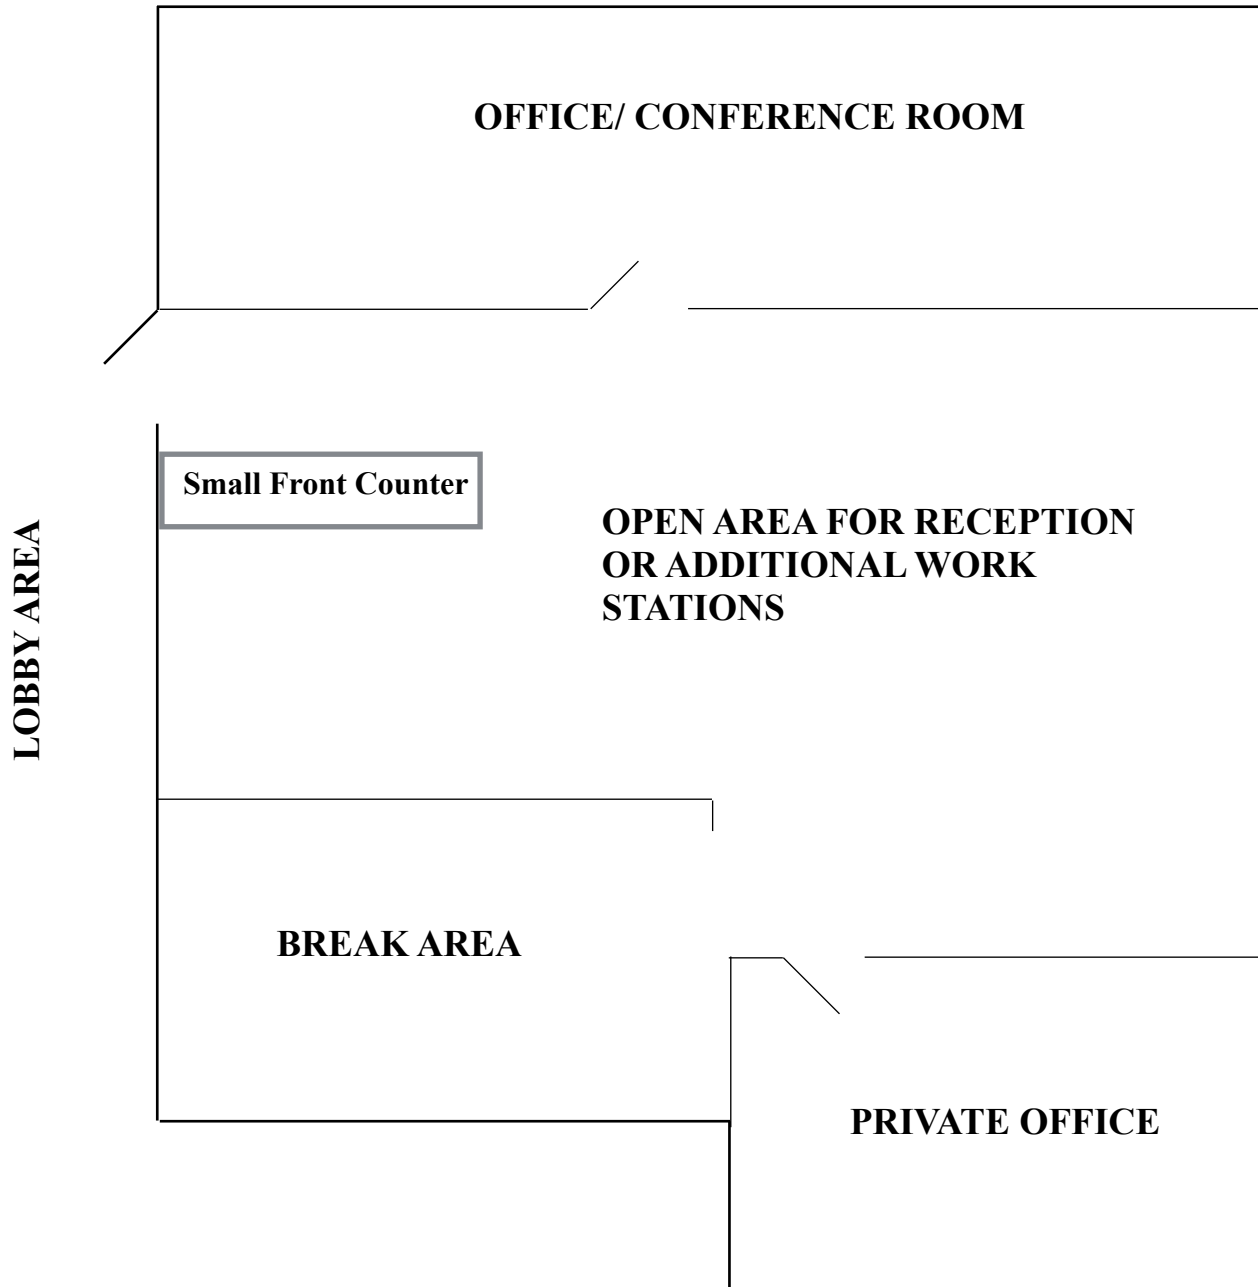 OFFICE/ CONFERENCE ROOM
Small Front Counter
OPEN AREA FOR RECEPTION
OR ADDITIONAL WORK
STATIONS
LOBBY AREA
BREAK AREA
PRIVATE OFFICE